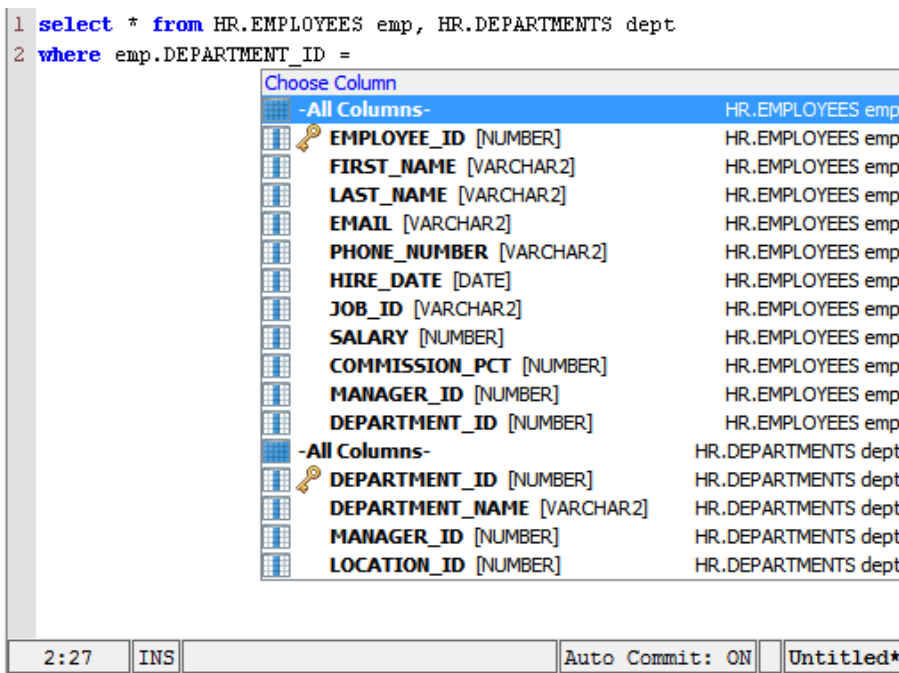 1 select * from HR.EMPLOYEES emp, HR.DEPARTMENTS dept
2 where emp.DEPARTMENT_ID =
Choose Column
-All Columns- HR.EMPLOYEES emp
EMPLOYEE_ID [NUMBER] HR.EMPLOYEES emp
FIRST_NAME [VARCHAR2] HR.EMPLOYEES emp
LAST_NAME [VARCHAR2] HR.EMPLOYEES emp
EMAIL [VARCHAR2] HR.EMPLOYEES emp
PHONE_NUMBER [VARCHAR2] HR.EMPLOYEES emp
HIRE_DATE [DATE] HR.EMPLOYEES emp
JOB_ID [VARCHAR2] HR.EMPLOYEES emp
SALARY [NUMBER] HR.EMPLOYEES emp
COMMISSION_PCT [NUMBER] HR.EMPLOYEES emp
MANAGER_ID [NUMBER] HR.EMPLOYEES emp
DEPARTMENT_ID [NUMBER] HR.EMPLOYEES emp
-All Columns- HR.DEPARTMENTS dept
DEPARTMENT_ID [NUMBER] HR.DEPARTMENTS dept
DEPARTMENT_NAME [VARCHAR2] HR.DEPARTMENTS dept
MANAGER_ID [NUMBER] HR.DEPARTMENTS dept
LOCATION_ID [NUMBER] HR.DEPARTMENTS dept
2:27 INS Auto Commit: ON Untitled*